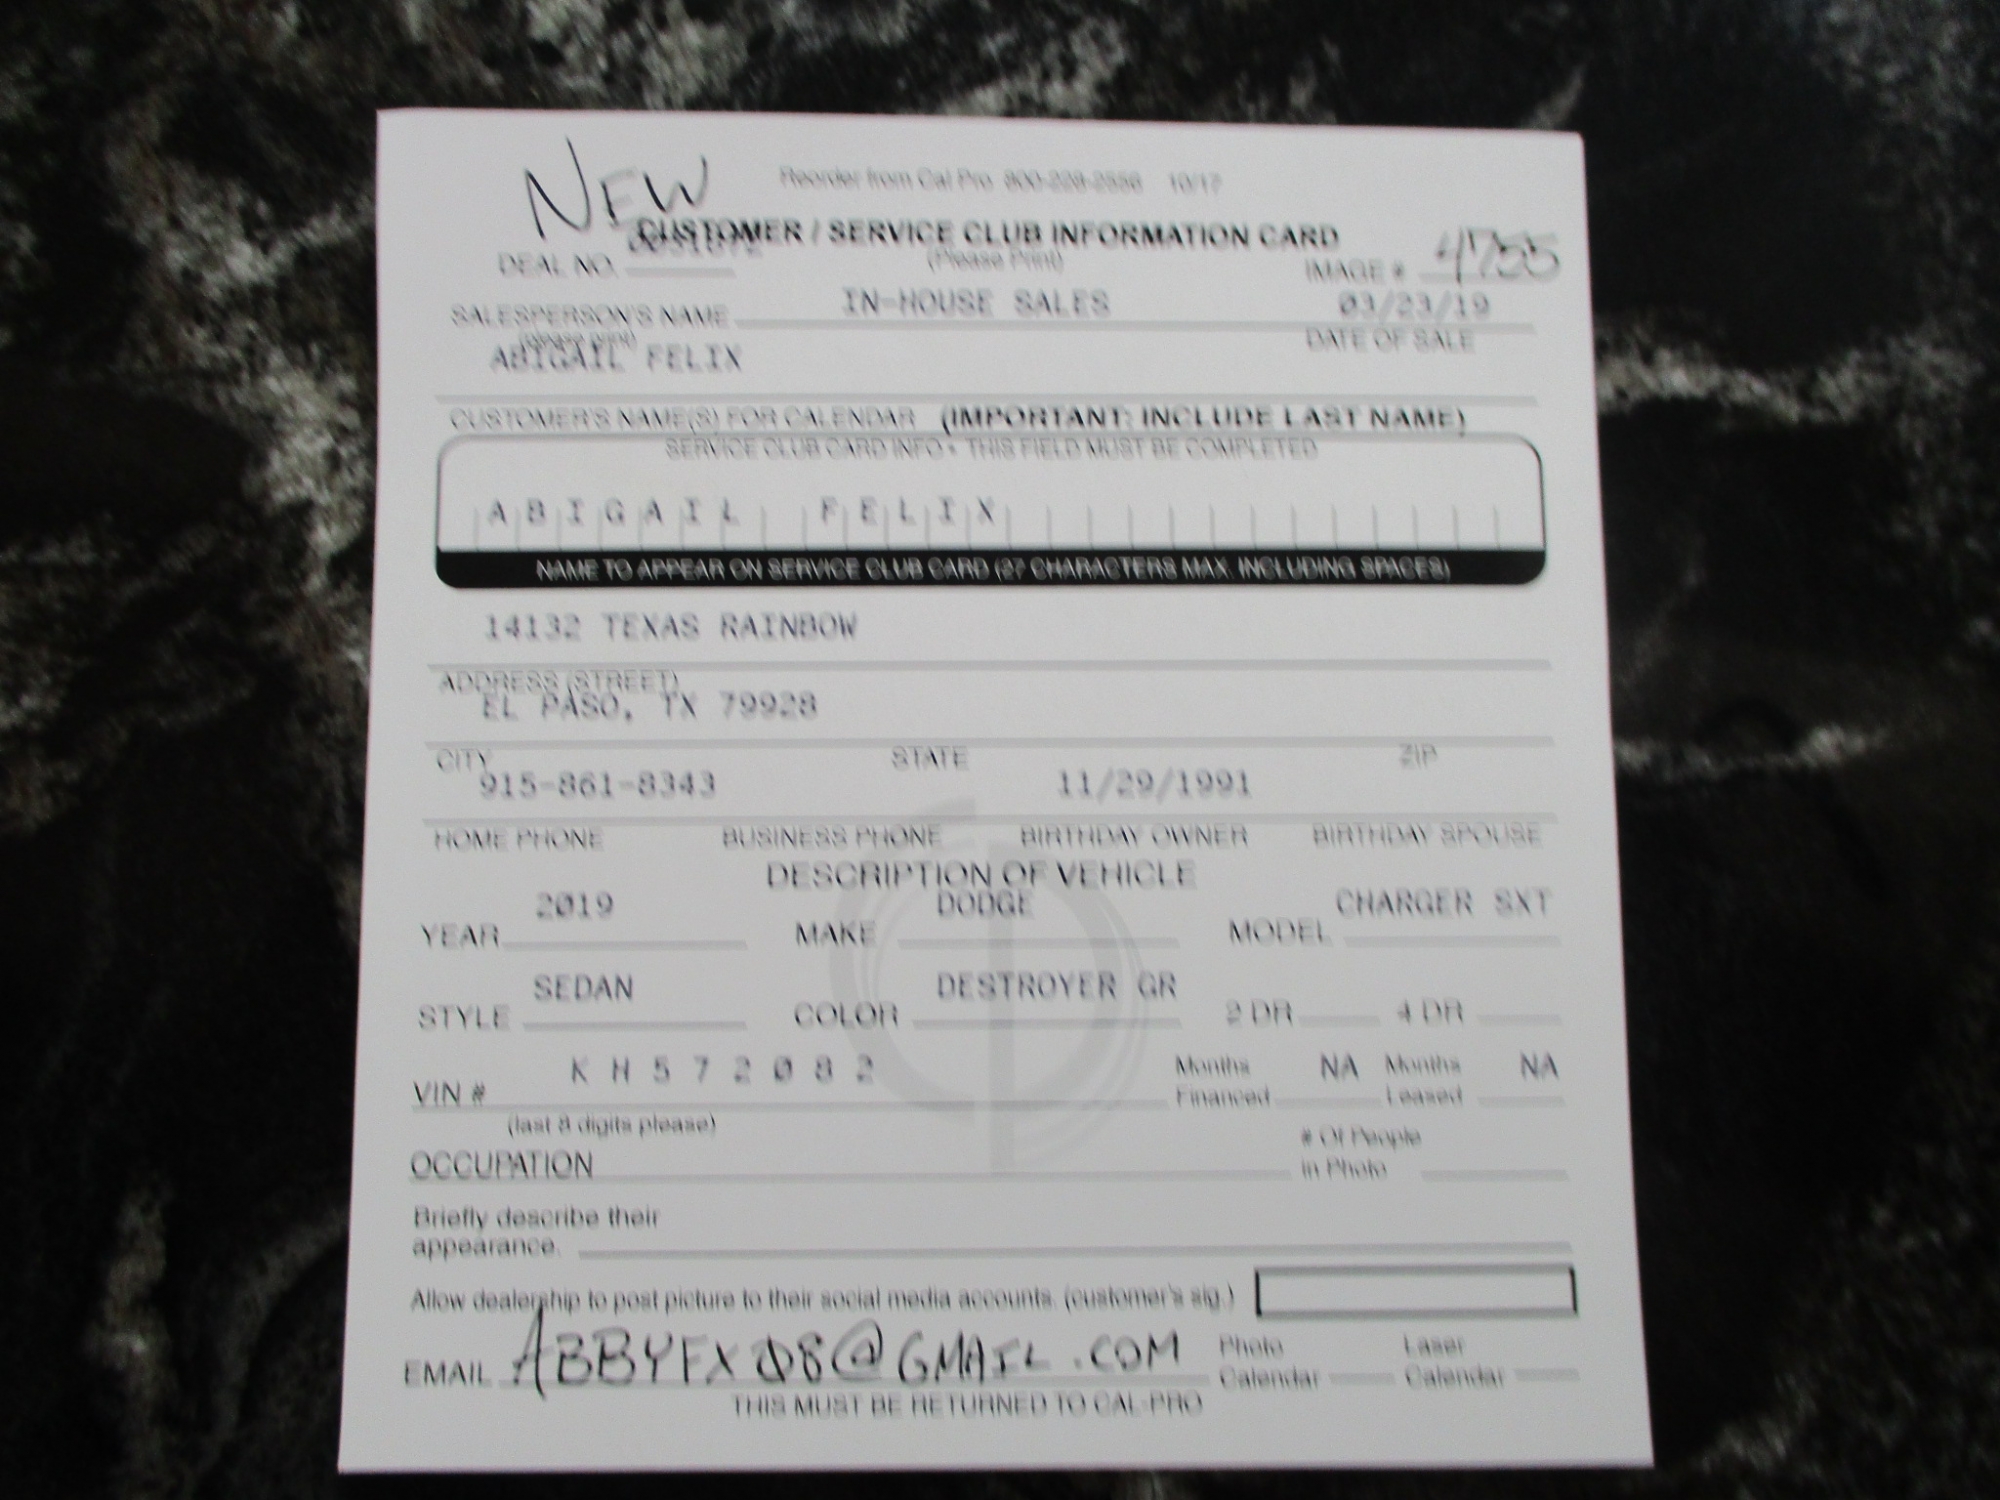 NEW
Reorder from Cal Pro 800-228-2556 10/17
CUSTOMER / SERVICE CLUB INFORMATION CARD
DEAL NO.
(Please Print)
IMAGE # 4755
SALESPERSON'S NAME IN-HOUSE SALES 03/23/19
(please print)
DATE OF SALE
ABIGAIL FELIX
CUSTOMER'S NAME(S) FOR CALENDAR (IMPORTANT: INCLUDE LAST NAME)
SERVICE CLUB CARD INFO • THIS FIELD MUST BE COMPLETED
ABIGAIL FELIX
NAME TO APPEAR ON SERVICE CLUB CARD (27 CHARACTERS MAX. INCLUDING SPACES)
14132 TEXAS RAINBOW
ADDRESS (STREET)
EL PASO, TX 79928
CITY STATE ZIP
915-861-8343 11/29/1991
HOME PHONE BUSINESS PHONE BIRTHDAY OWNER BIRTHDAY SPOUSE
DESCRIPTION OF VEHICLE
YEAR 2019 MAKE DODGE MODEL CHARGER SXT
STYLE SEDAN COLOR DESTROYER GR 2 DR 4 DR
VIN # KH572082 Months Financed NA Months Leased NA
(last 8 digits please)
OCCUPATION # Of People in Photo
Briefly describe their
appearance.
Allow dealership to post picture to their social media accounts. (customer's sig.)
EMAIL ABBYFX08@GMAIL.COM Photo Calendar Laser Calendar
THIS MUST BE RETURNED TO CAL-PRO